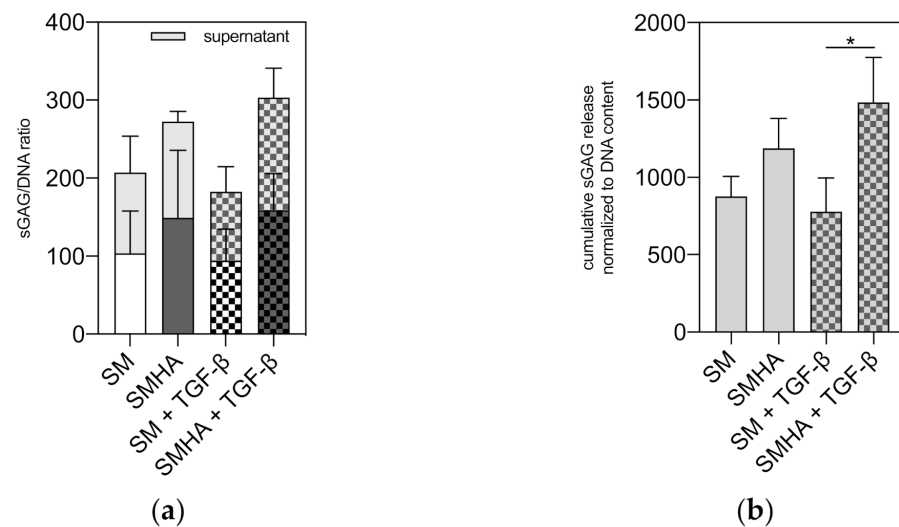 400
300
200
100
0
sGAG/DNA ratio
supernatant
SM
SMHA
SM + TGF-β
SMHA + TGF-β
(a)
2000
1500
1000
500
0
cumulative sGAG release
normalized to DNA content
*
SM
SMHA
SM + TGF-β
SMHA + TGF-β
(b)